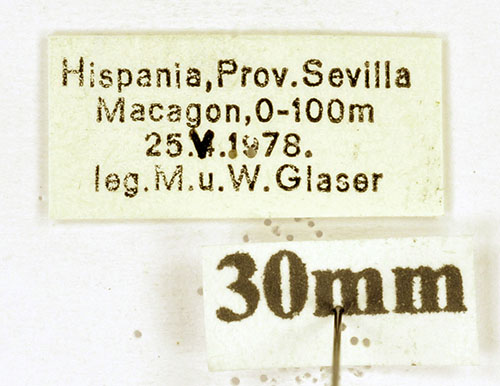 Hispania,Prov.Sevilla
Macagon,0-100m
25.V.1978.
leg.M.u.W.Glaser
30mm